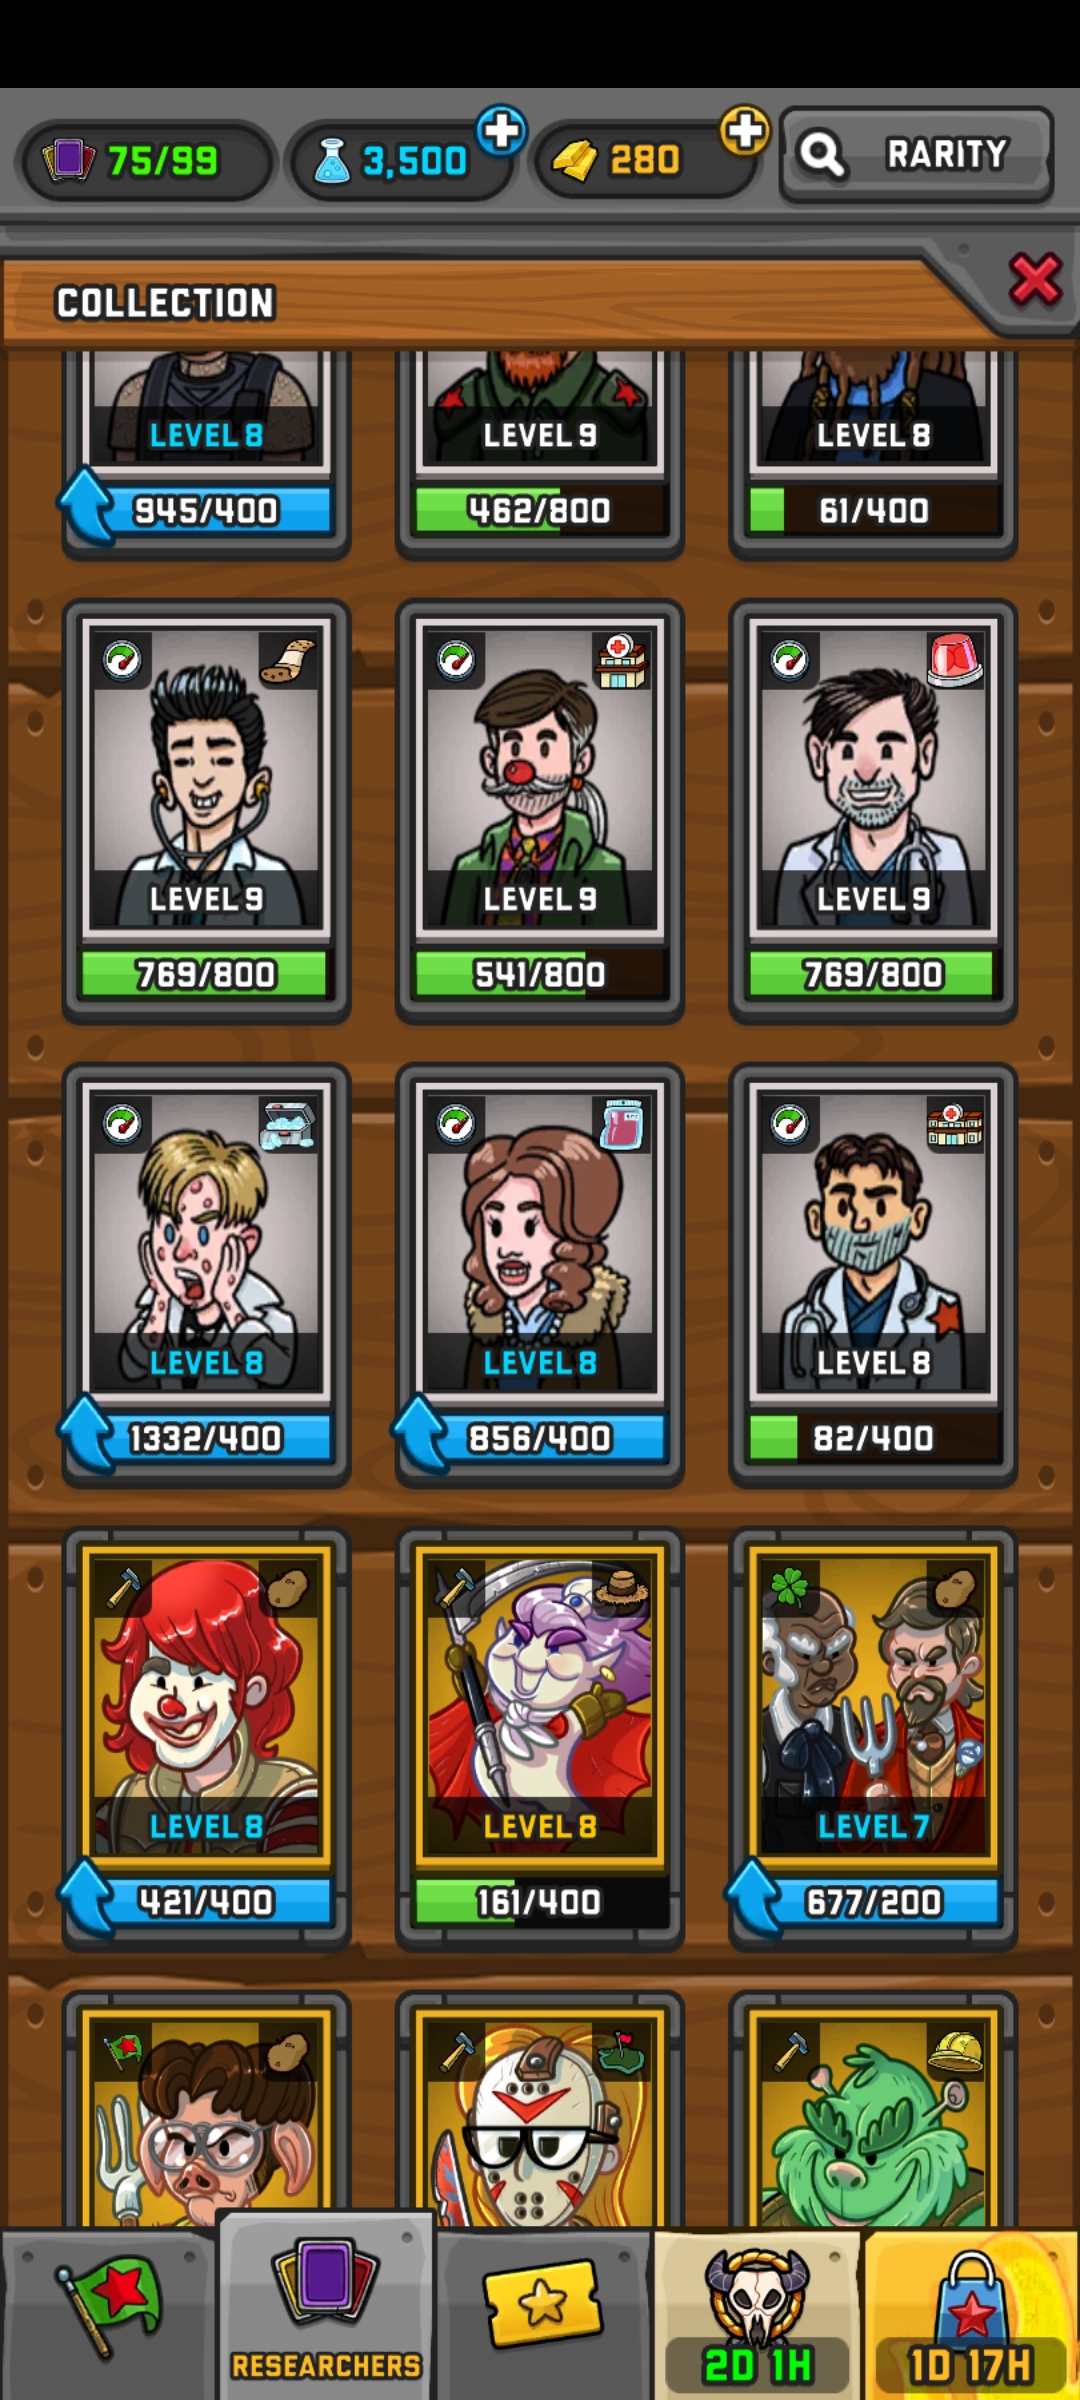 75/99 3,500 280 RARITY
COLLECTION
LEVEL 8 LEVEL 9 LEVEL 8
945/400 462/800 61/400
LEVEL 9 LEVEL 9 LEVEL 9
769/800 541/800 769/800
LEVEL 8 LEVEL 8 LEVEL 8
1332/400 856/400 82/400
LEVEL 8 LEVEL 8 LEVEL 7
421/400 161/400 677/200
RESEARCHERS 2D 1H 1D 17H